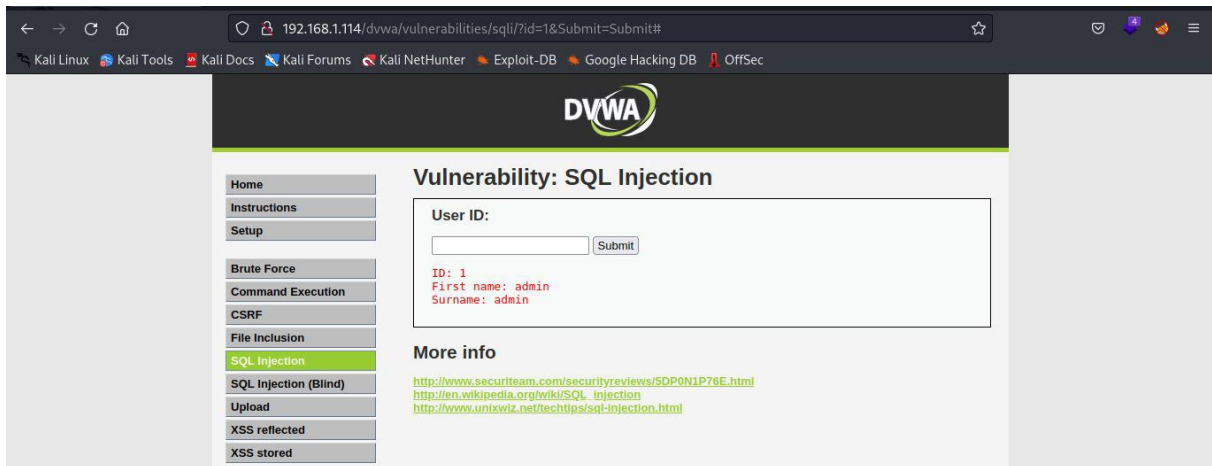 192.168.1.114/dvwa/vulnerabilities/sqli/?id=1&Submit=Submit#
4
Kali Linux Kali Tools Kali Docs Kali Forums Kali NetHunter Exploit-DB Google Hacking DB OffSec
DVWA
Home
Instructions
Setup
Brute Force
Command Execution
CSRF
File Inclusion
SQL Injection
SQL Injection (Blind)
Upload
XSS reflected
XSS stored
Vulnerability: SQL Injection
User ID:
Submit
ID: 1
First name: admin
Surname: admin
More info
http://www.securiteam.com/securityreviews/5DP0N1P76E.html
http://en.wikipedia.org/wiki/SQL_injection
http://www.unixwiz.net/techtips/sql-injection.html